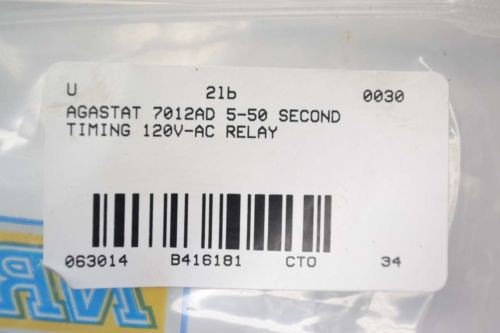 U 2lb 0030
AGASTAT 7012AD 5-50 SECOND
TIMING 120V-AC RELAY
063014 B416181 CTO 34